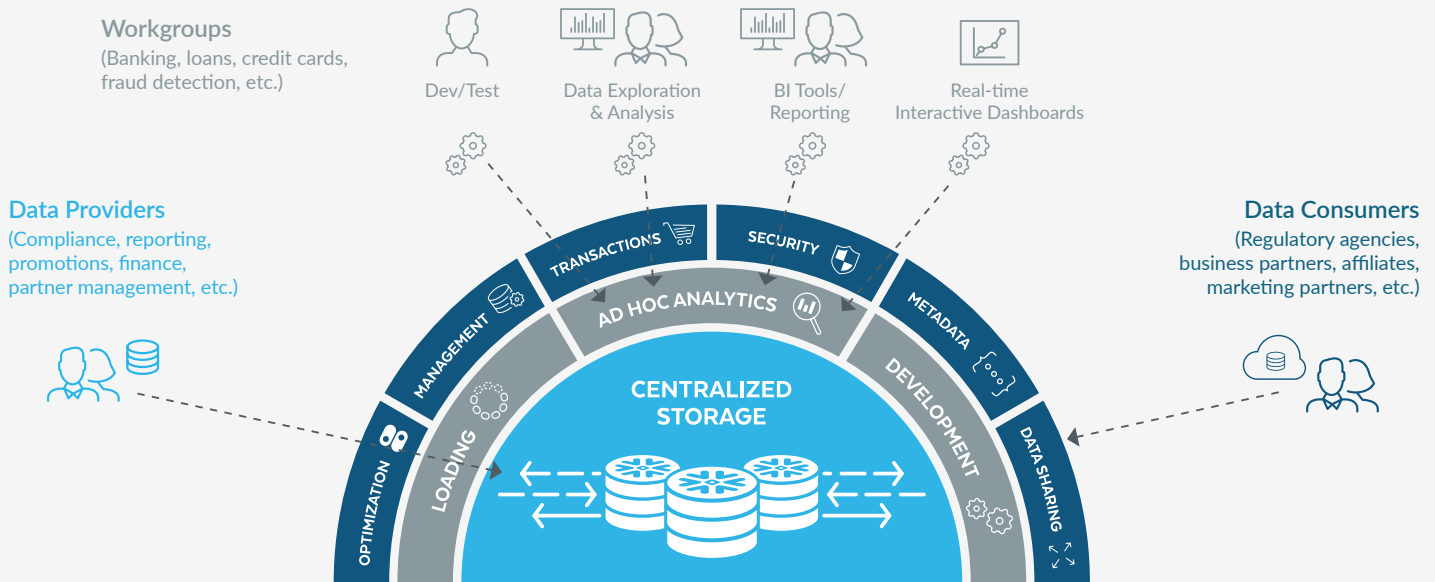 Workgroups
(Banking, loans, credit cards,
fraud detection, etc.)
Dev/Test
Data Exploration
& Analysis
BI Tools/
Reporting
Real-time
Interactive Dashboards
Data Providers
(Compliance, reporting,
promotions, finance,
partner management, etc.)
Data Consumers
(Regulatory agencies,
business partners, affiliates,
marketing partners, etc.)
OPTIMIZATION
MANAGEMENT
TRANSACTIONS
SECURITY
METADATA
DATA SHARING
LOADING
AD HOC ANALYTICS
DEVELOPMENT
CENTRALIZED
STORAGE